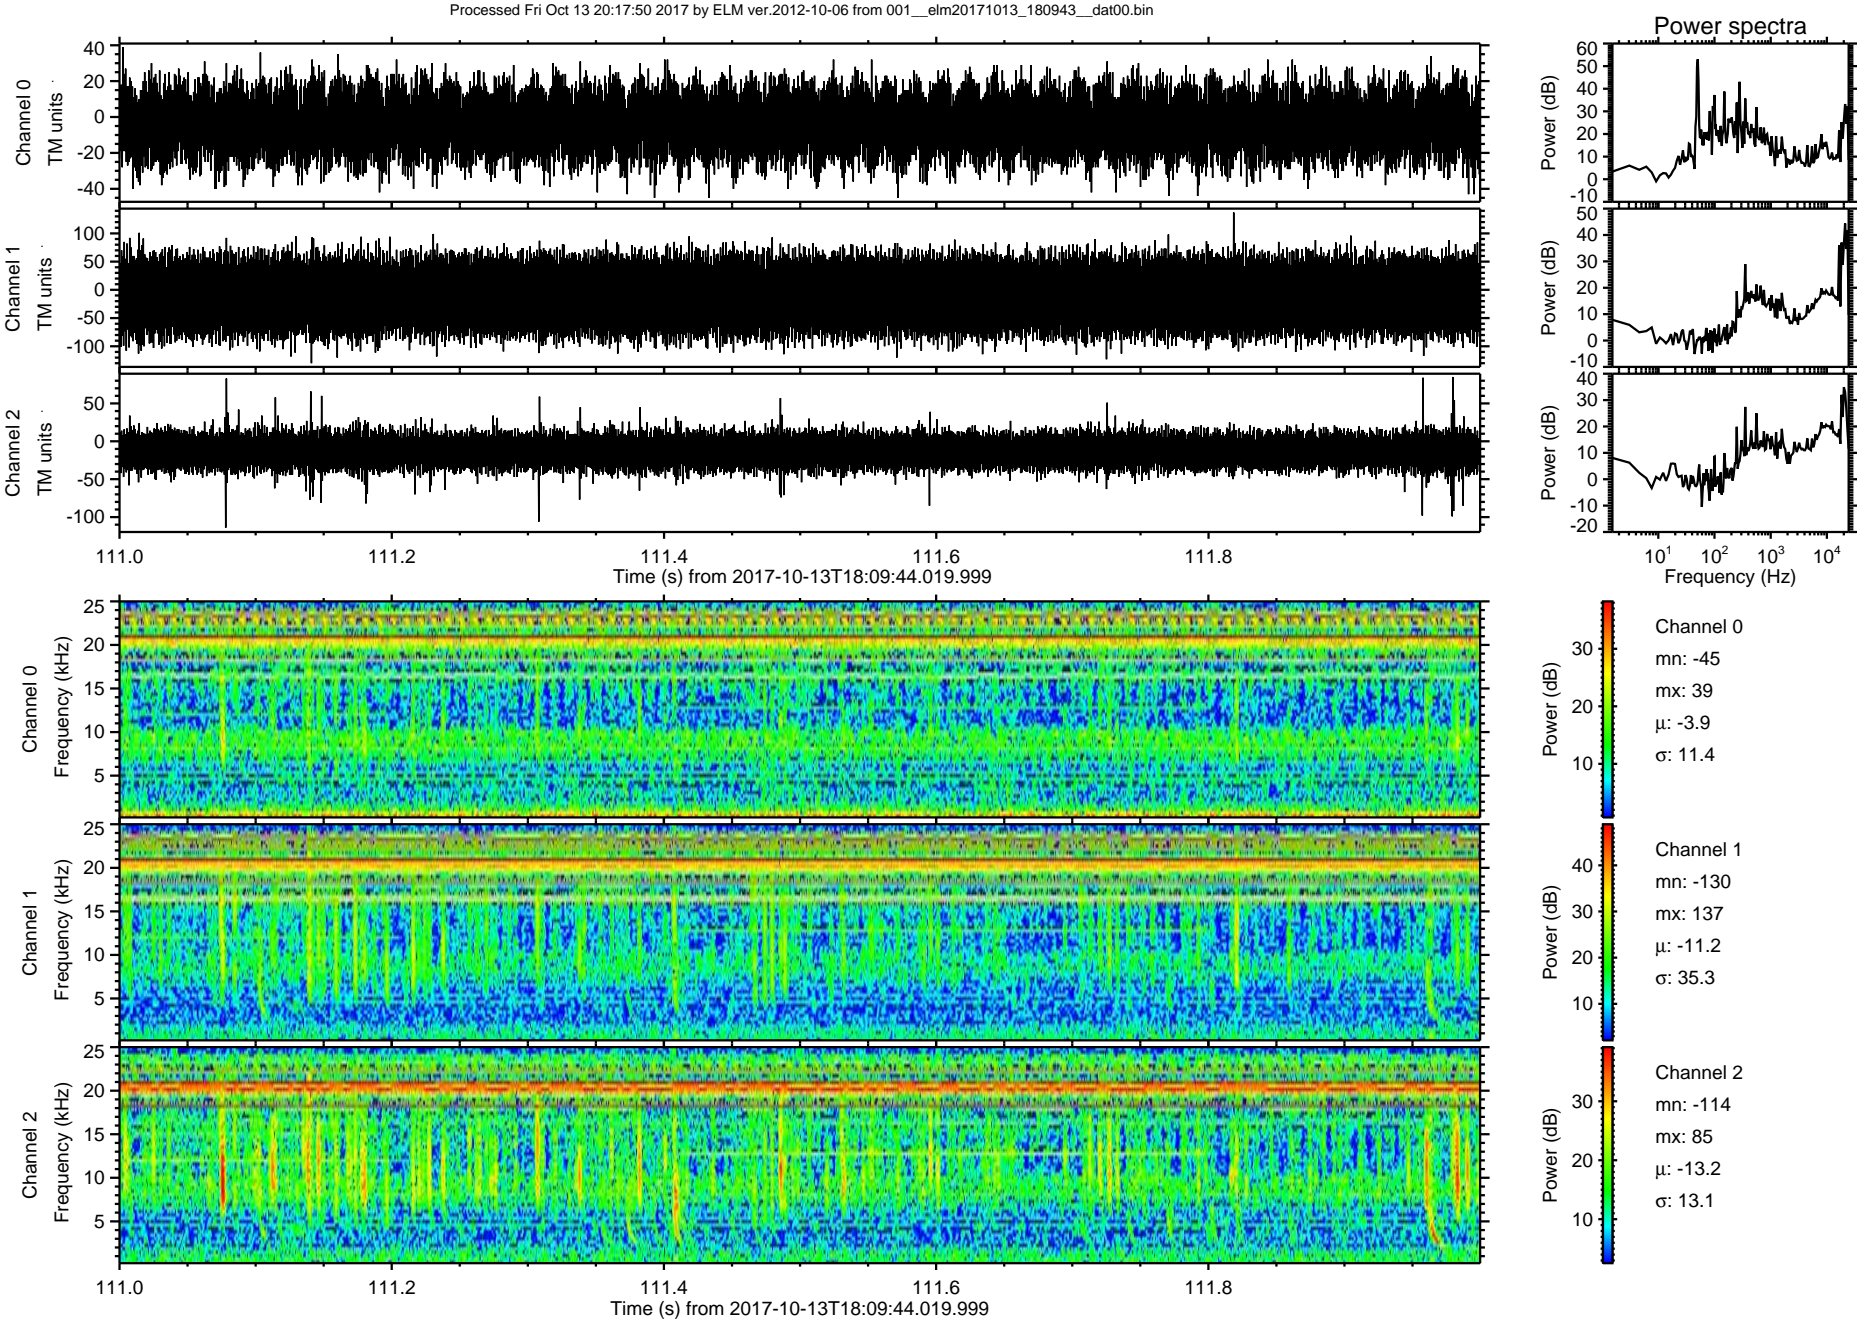 Processed Fri Oct 13 20:17:50 2017 by ELM ver.2012-10-06 from 001__elm20171013_180943__dat00.bin
Power spectra
Channel 0
TM units
40
20
0
-20
-40
Power (dB)
60
50
40
30
20
10
0
-10
Channel 1
TM units
100
50
0
-50
-100
Power (dB)
50
40
30
20
10
0
-10
Channel 2
TM units
50
0
-50
-100
Power (dB)
40
30
20
10
0
-10
-20
111.0 111.2 111.4 111.6 111.8
Time (s) from 2017-10-13T18:09:44.019.999
10¹ 10² 10³ 10⁴
Frequency (Hz)
Channel 0
Frequency (kHz)
25
20
15
10
5
Power (dB)
30
20
10
Channel 0
mn: -45
mx: 39
μ: -3.9
σ: 11.4
Channel 1
Frequency (kHz)
25
20
15
10
5
Power (dB)
40
30
20
10
Channel 1
mn: -130
mx: 137
μ: -11.2
σ: 35.3
Channel 2
Frequency (kHz)
25
20
15
10
5
Power (dB)
30
20
10
Channel 2
mn: -114
mx: 85
μ: -13.2
σ: 13.1
111.0 111.2 111.4 111.6 111.8
Time (s) from 2017-10-13T18:09:44.019.999